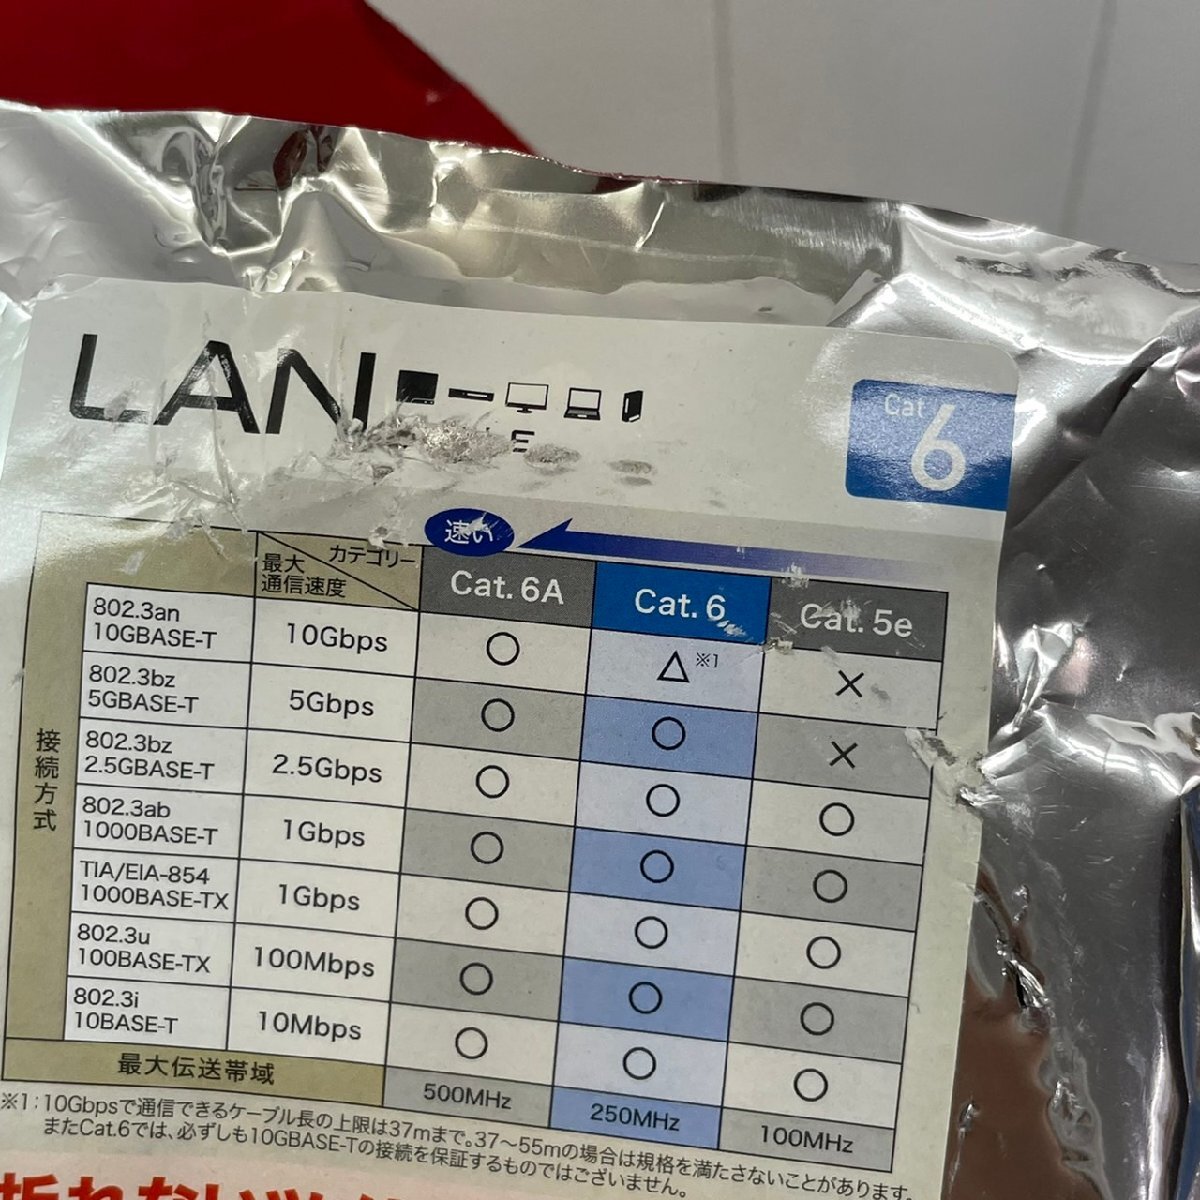 LAN
Cat 6
速い
カテゴリー
最大
通信速度
Cat. 6A Cat. 6 Cat. 5e
接続方式
802.3an
10GBASE-T 10Gbps ○ △※1 ×
802.3bz
5GBASE-T 5Gbps ○ ○ ×
802.3bz
2.5GBASE-T 2.5Gbps ○ ○ ○
802.3ab
1000BASE-T 1Gbps ○ ○ ○
TIA/EIA-854
1000BASE-TX 1Gbps ○ ○ ○
802.3u
100BASE-TX 100Mbps ○ ○ ○
802.3i
10BASE-T 10Mbps ○ ○ ○
最大伝送帯域 500MHz 250MHz 100MHz
※1:10Gbpsで通信できるケーブル長の上限は37mまで。37~55mの場合は規格を満たさないことがあります。
またCat.6では、必ずしも10GBASE-Tの接続を保証するものではございません。